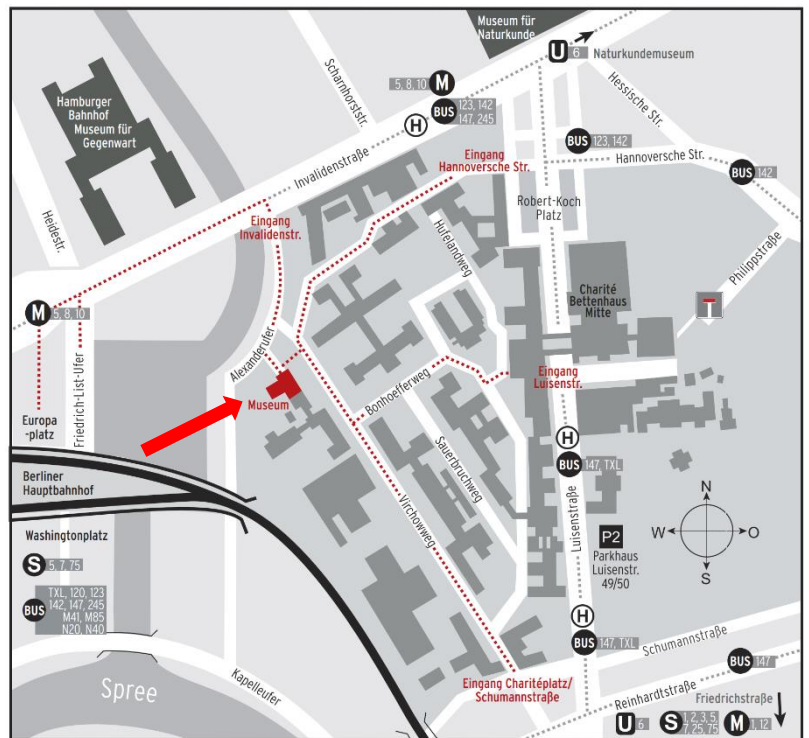 Museum für
Naturkunde
U 6 Naturkundemuseum
5, 8, 10 M
BUS 123, 142
147, 245
H
Scharnhorststr.
Hessische Str.
Hamburger
Bahnhof
Museum für
Gegenwart
Invalidenstraße
BUS 123, 142
Hannoversche Str.
BUS 142
Eingang
Hannoversche Str.
Heidestr.
Eingang
Invalidenstr.
Robert-Koch
Platz
Hufelandweg
Philippstraße
Charité
Bettenhaus
Mitte
M 5, 8, 10
Alexanderufer
Friedrich-List-Ufer
Eingang
Luisenstr.
Bonhoefferweg
Museum
Europa
-platz
Sauerbruchweg
H
BUS 147, TXL
Berliner
Hauptbahnhof
Virchowweg
Luisenstraße
N
W O
S
P2
Parkhaus
Luisenstr.
49/50
Washingtonplatz
S 5, 7, 75
BUS TXL, 120, 123
142, 147, 245
M41, M85
N20, N40
H
BUS 147, TXL
Schumannstraße
BUS 147
Kapelleufer
Spree
Eingang Charitéplatz/
Schumannstraße
Reinhardtstraße
Friedrichstraße
U 6 S 1, 2, 3, 5,
7, 25, 75 M 1, 12